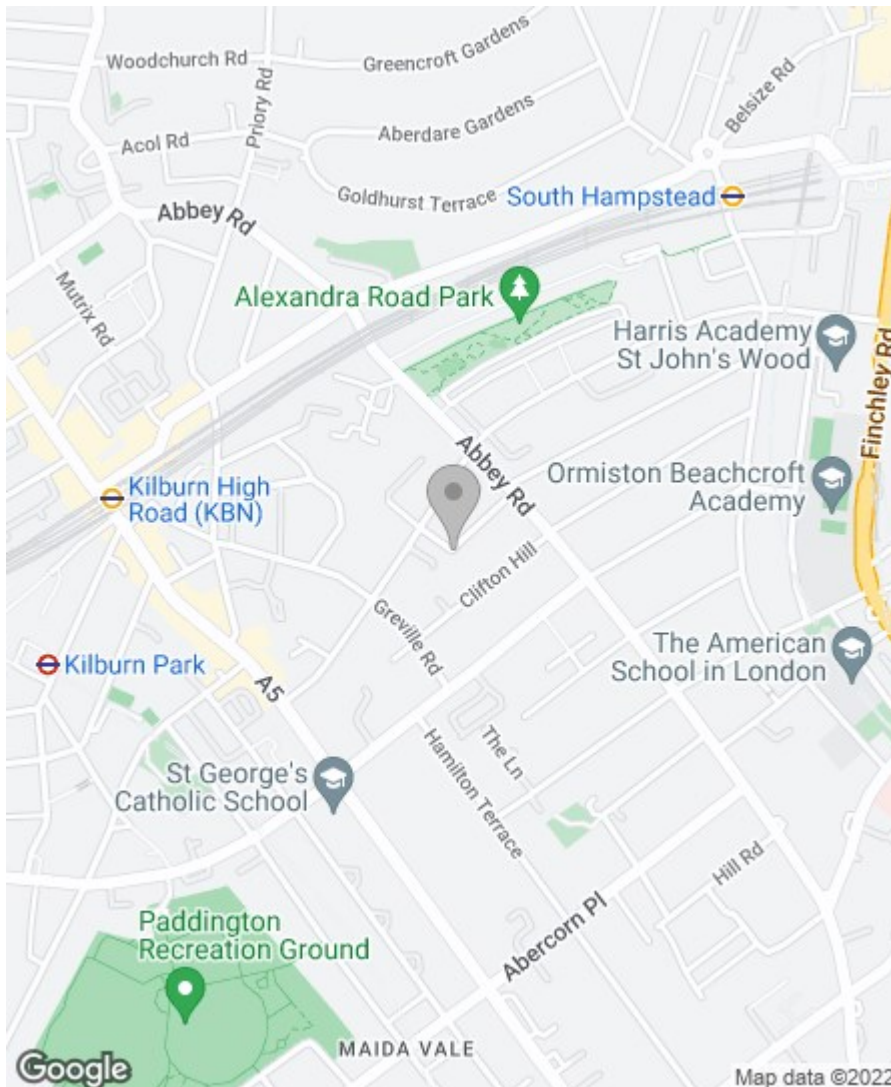 Woodchurch Rd
Greencroft Gardens
Priory Rd
Belsize Rd
Acol Rd
Aberdare Gardens
Goldhurst Terrace
South Hampstead
Abbey Rd
Mutrix Rd
Alexandra Road Park
Harris Academy
St John's Wood
Finchley Rd
Abbey Rd
Ormiston Beachcroft
Academy
Kilburn High
Road (KBN)
Clifton Hill
Greville Rd
The American
School in London
Kilburn Park
A5
The Ln
Hamilton Terrace
St George's
Catholic School
Hill Rd
Abercorn Pl
Paddington
Recreation Ground
MAIDA VALE
Google
Map data ©2022